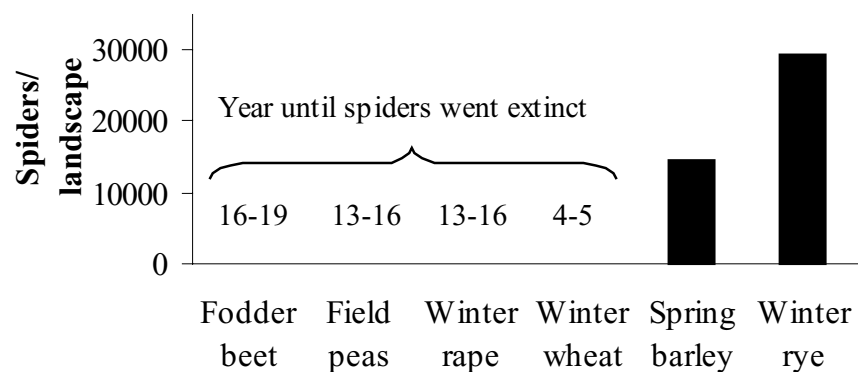 Spiders/
landscape
30000
20000
10000
0
Year until spiders went extinct
16-19 13-16 13-16 4-5
Fodder Field Winter Winter Spring Winter
beet peas rape wheat barley rye